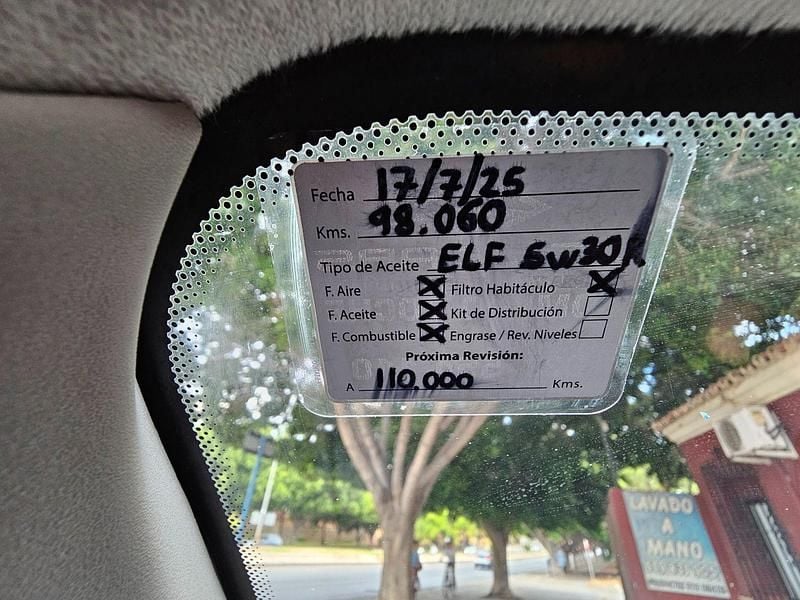 Fecha 17/7/25
Kms. 98.060
Tipo de Aceite ELF 5w30R
F. Aire Filtro Habitáculo
F. Aceite Kit de Distribución
F. Combustible Engrase / Rev. Niveles
Próxima Revisión:
A 110.000 Kms.
LAVADO
A
MANO